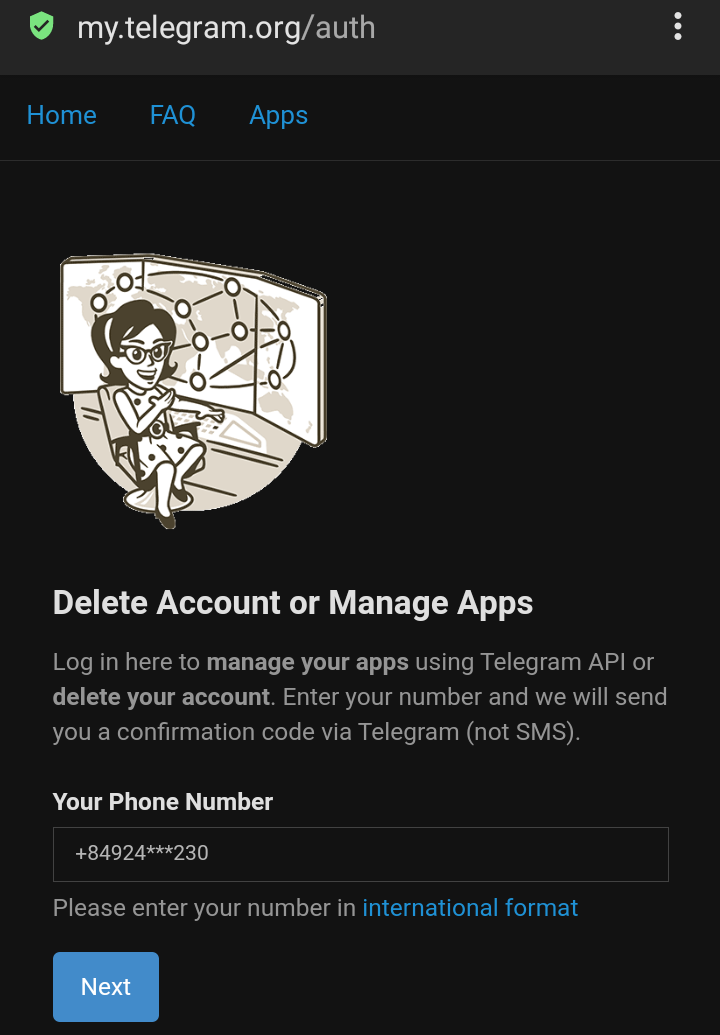 my.telegram.org/auth
Home FAQ Apps
Delete Account or Manage Apps
Log in here to manage your apps using Telegram API or
delete your account. Enter your number and we will send
you a confirmation code via Telegram (not SMS).
Your Phone Number
+84924***230
Please enter your number in international format
Next